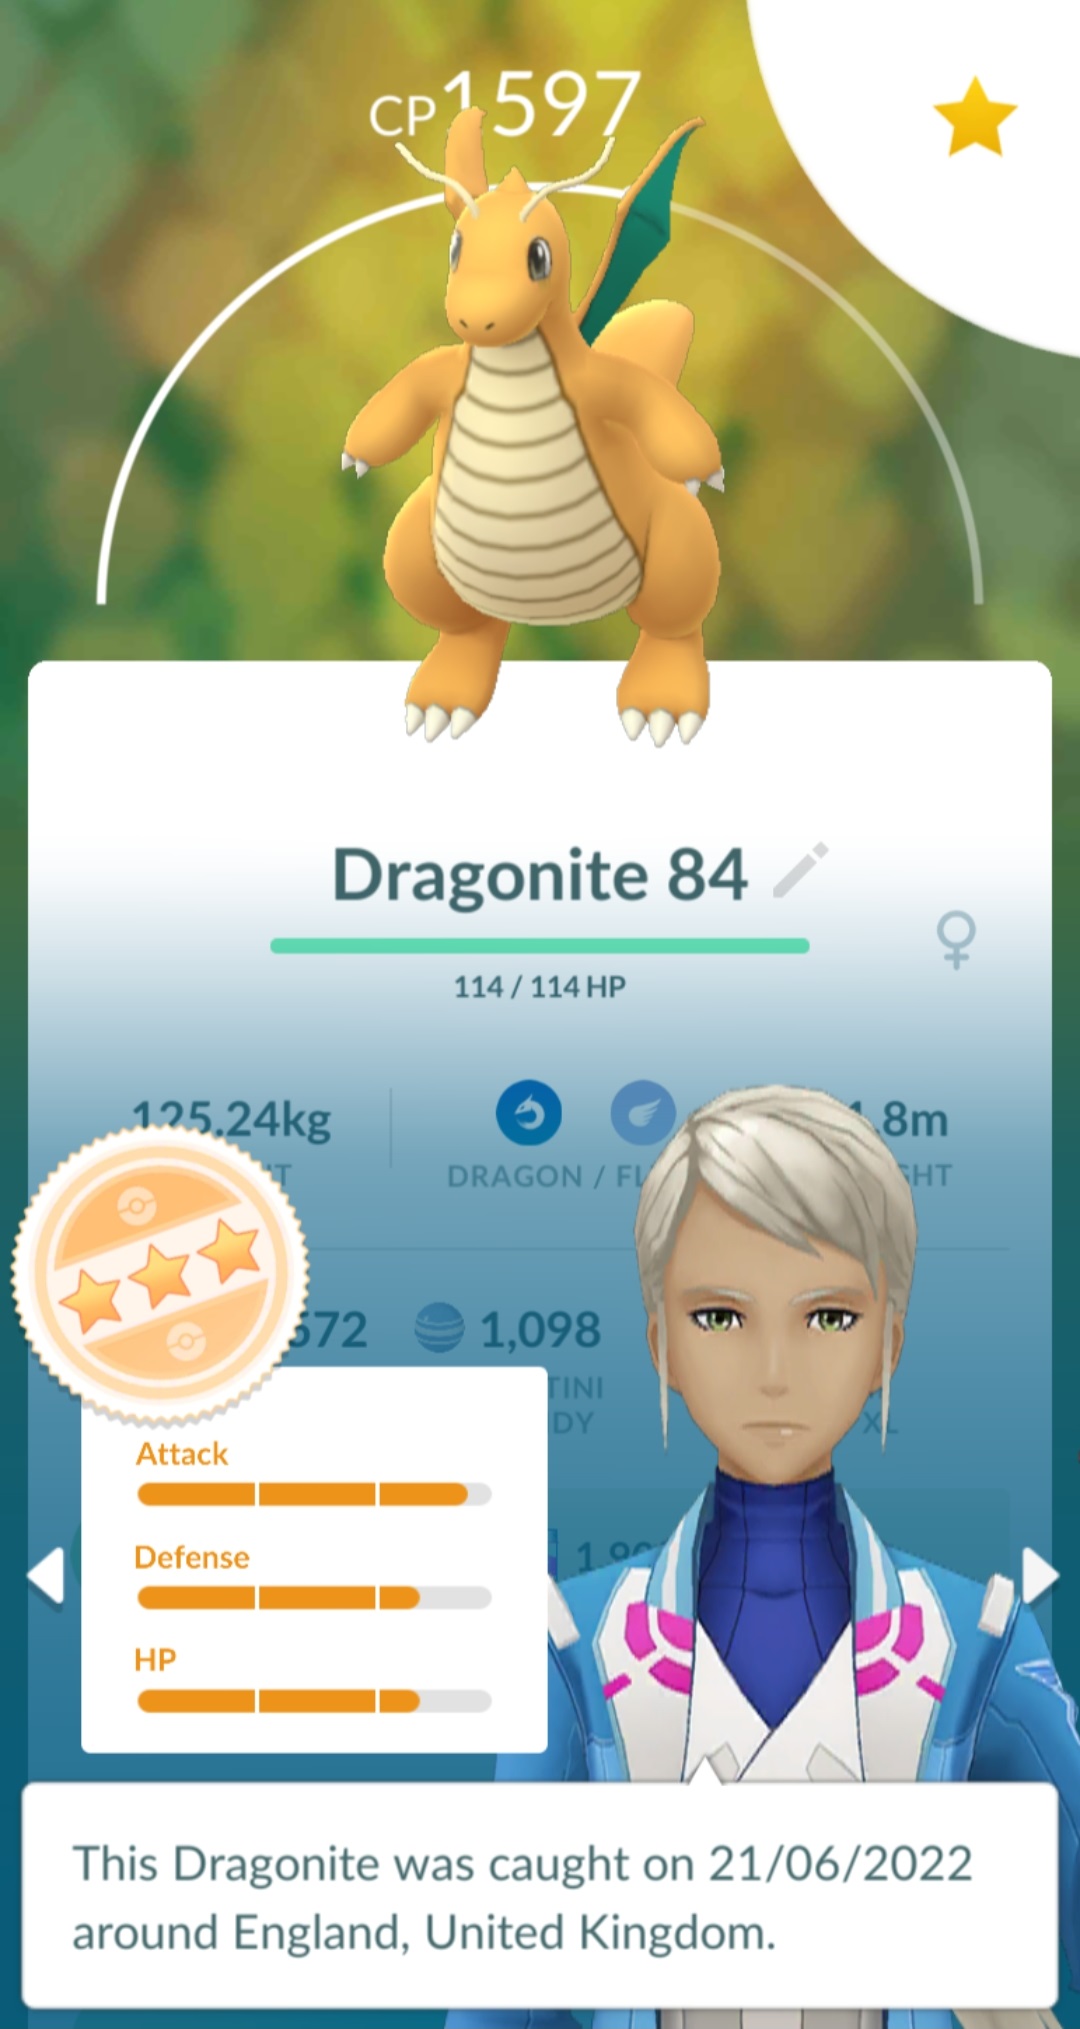 CP1597
Dragonite 84
114 / 114 HP
125.24kg
.8m
DRAGON /
1,098
Attack
Defense
HP
This Dragonite was caught on 21/06/2022
around England, United Kingdom.